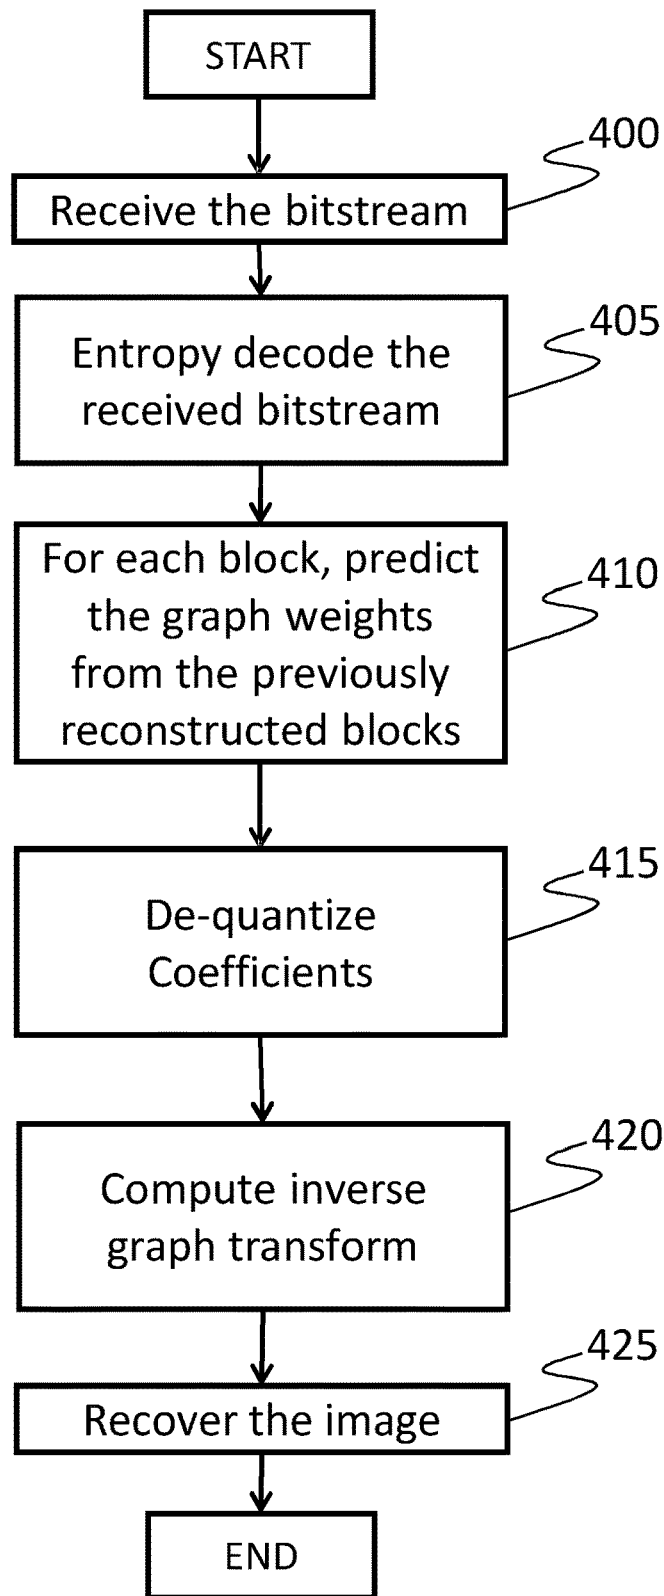 START
400
Receive the bitstream
405
Entropy decode the
received bitstream
410
For each block, predict
the graph weights
from the previously
reconstructed blocks
415
De-quantize
Coefficients
420
Compute inverse
graph transform
425
Recover the image
END